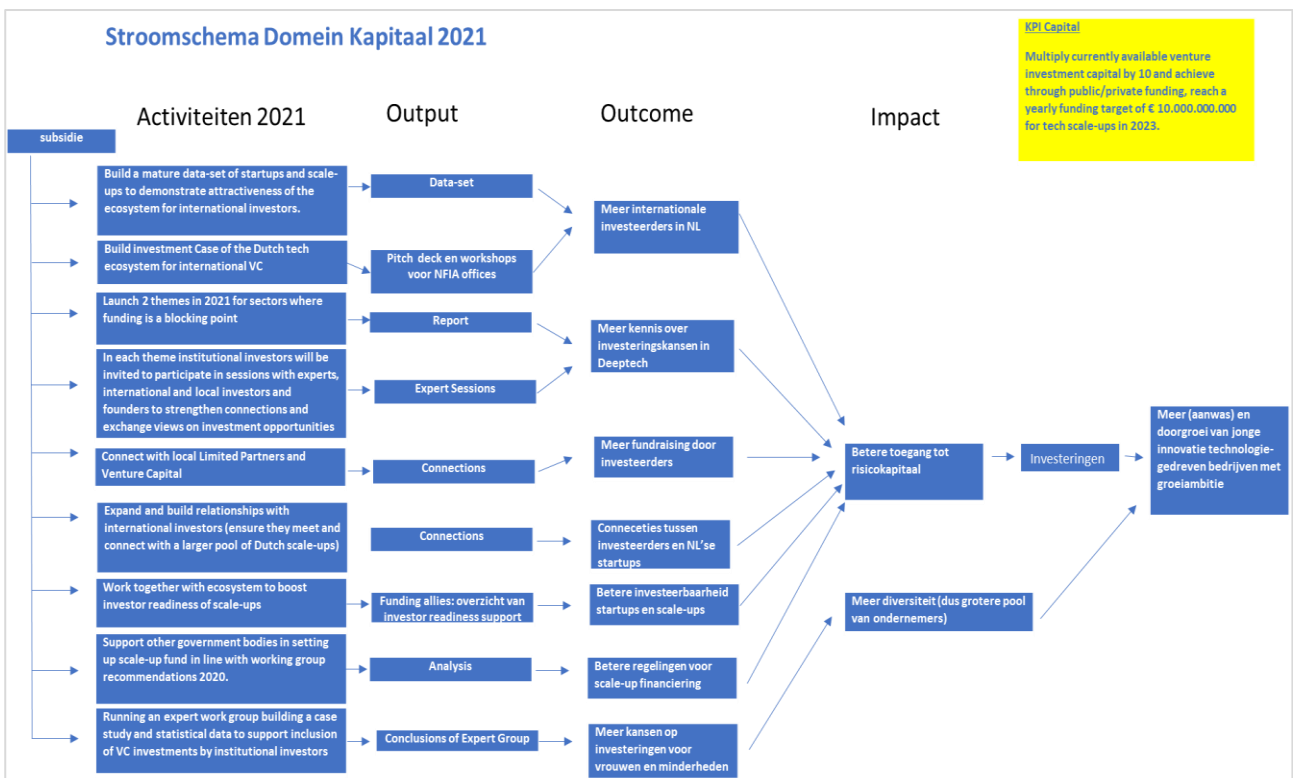 Stroomschema Domein Kapitaal 2021
KPI Capital
Multiply currently available venture
investment capital by 10 and achieve
through public/private funding, reach a
yearly funding target of € 10.000.000.000
for tech scale-ups in 2023.
Activiteiten 2021
Output
Outcome
Impact
subsidie
Build a mature data-set of startups and scale-
ups to demonstrate attractiveness of the
ecosystem for international investors.
Data-set
Meer internationale
investeerders in NL
Build investment Case of the Dutch tech
ecosystem for international VC
Pitch deck en workshops
voor NFIA offices
Launch 2 themes in 2021 for sectors where
funding is a blocking point
Report
Meer kennis over
investeringskansen in
Deeptech
In each theme institutional investors will be
invited to participate in sessions with experts,
international and local investors and
founders to strengthen connections and
exchange views on investment opportunities
Expert Sessions
Connect with local Limited Partners and
Venture Capital
Connections
Meer fundraising door
investeerders
Betere toegang tot
risicokapitaal
Investeringen
Meer (aanwas) en
doorgroei van jonge
innovatie technologie-
gedreven bedrijven met
groeiambitie
Expand and build relationships with
international investors (ensure they meet and
connect with a larger pool of Dutch scale-ups)
Connections
Conneceties tussen
investeerders en NL'se
startups
Work together with ecosystem to boost
investor readiness of scale-ups
Funding allies: overzicht van
investor readiness support
Betere investeerbaarheid
startups en scale-ups
Meer diversiteit (dus grotere pool
van ondernemers)
Support other government bodies in setting
up scale-up fund in line with working group
recommendations 2020.
Analysis
Betere regelingen voor
scale-up financiering
Running an expert work group building a case
study and statistical data to support inclusion
of VC investments by institutional investors
Conclusions of Expert Group
Meer kansen op
investeringen voor
vrouwen en minderheden